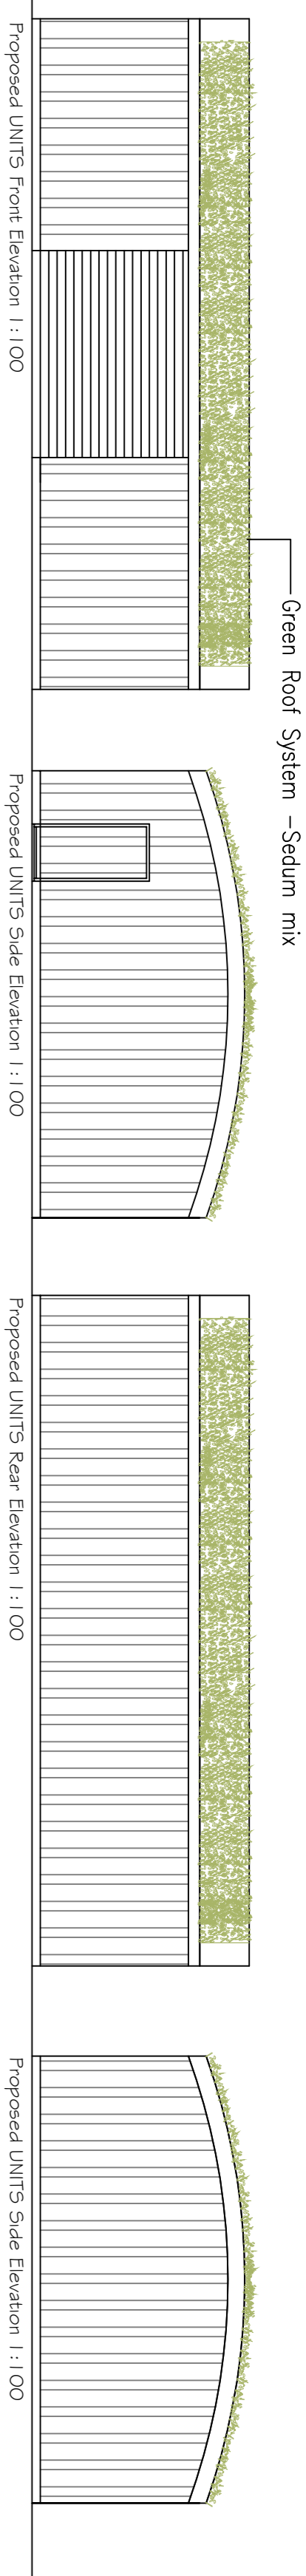 Green Roof System -Sedum mix
Proposed UNITS Front Elevation 1:100
Proposed UNITS Side Elevation 1:100
Proposed UNITS Rear Elevation 1:100
Proposed UNITS Side Elevation 1:100